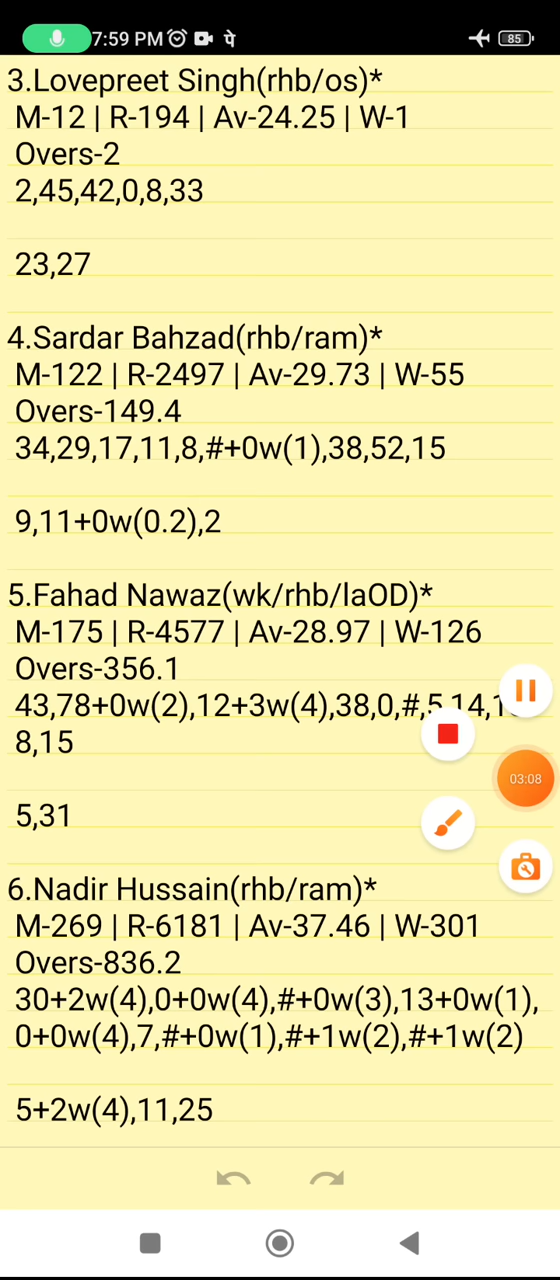 7:59 PM पे 85
3.Lovepreet Singh(rhb/os)*
M-12 | R-194 | Av-24.25 | W-1
Overs-2
2,45,42,0,8,33
23,27
4.Sardar Bahzad(rhb/ram)*
M-122 | R-2497 | Av-29.73 | W-55
Overs-149.4
34,29,17,11,8,#+0w(1),38,52,15
9,11+0w(0.2),2
5.Fahad Nawaz(wk/rhb/laOD)*
M-175 | R-4577 | Av-28.97 | W-126
Overs-356.1
43,78+0w(2),12+3w(4),38,0,#,5,14,
8,15
5,31
03:08
6.Nadir Hussain(rhb/ram)*
M-269 | R-6181 | Av-37.46 | W-301
Overs-836.2
30+2w(4),0+0w(4),#+0w(3),13+0w(1),
0+0w(4),7,#+0w(1),#+1w(2),#+1w(2)
5+2w(4),11,25